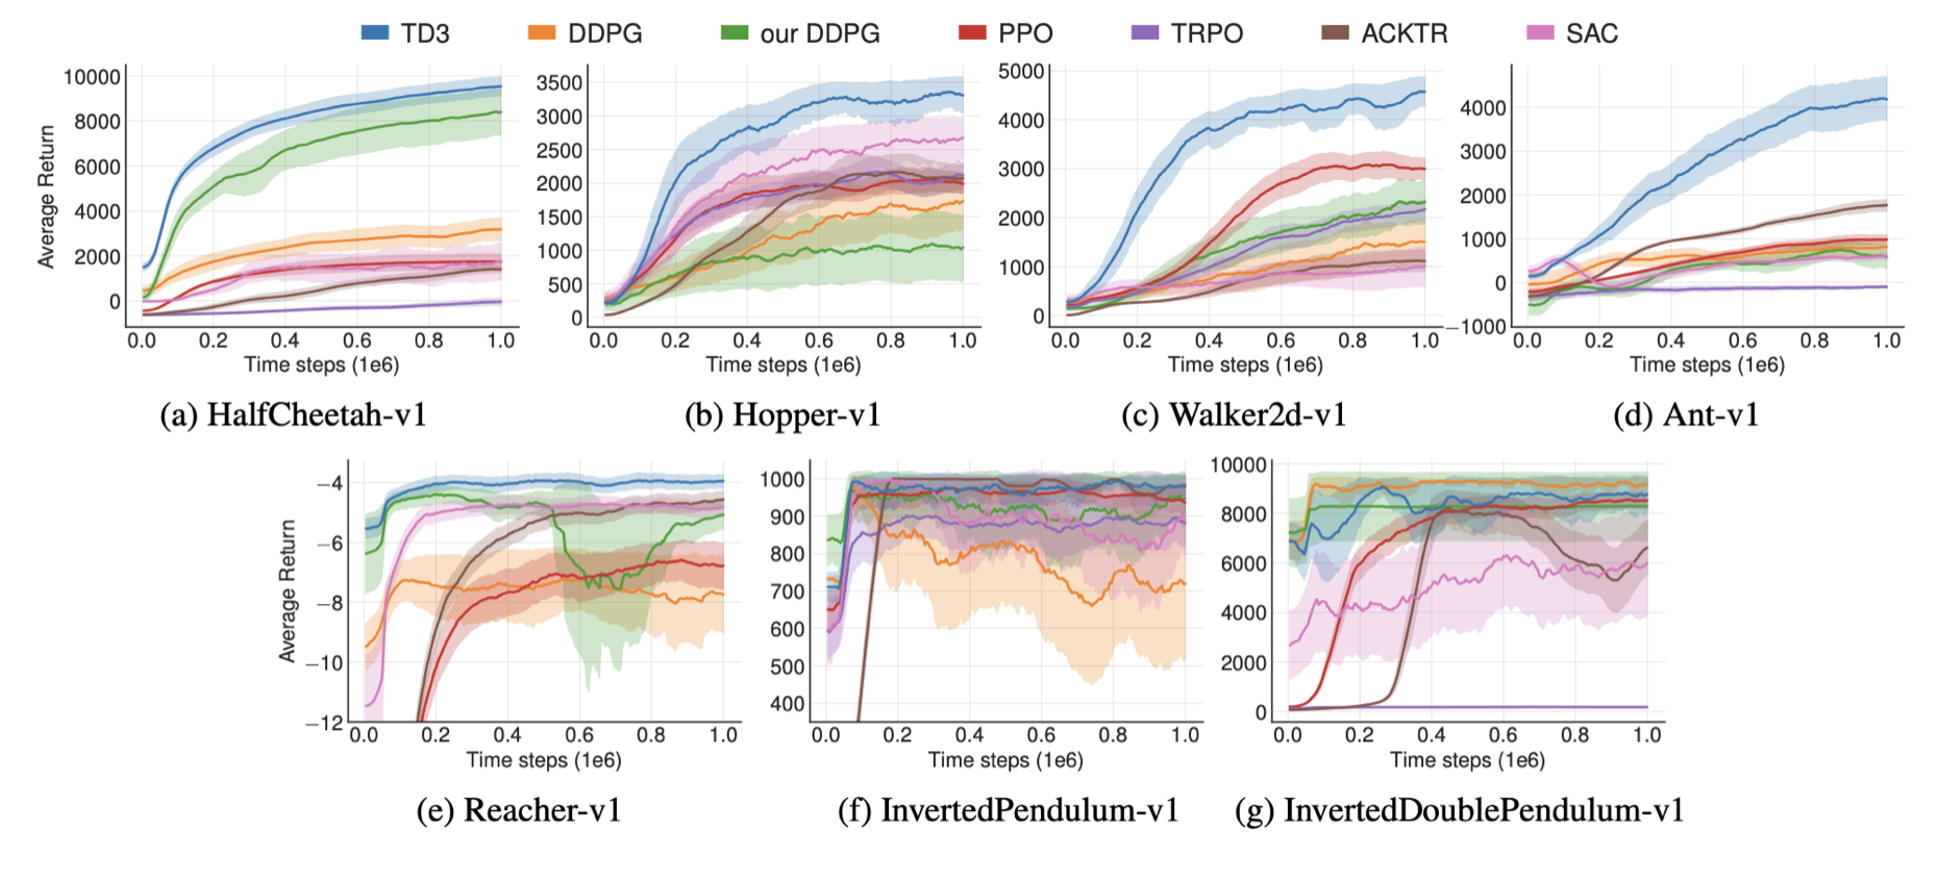 TD3 DDPG our DDPG PPO TRPO ACKTR SAC
Average Return
10000
8000
6000
4000
2000
0
0.0 0.2 0.4 0.6 0.8 1.0
Time steps (1e6)
(a) HalfCheetah-v1
3500
3000
2500
2000
1500
1000
500
0
0.0 0.2 0.4 0.6 0.8 1.0
Time steps (1e6)
(b) Hopper-v1
5000
4000
3000
2000
1000
0
0.0 0.2 0.4 0.6 0.8 1.0
Time steps (1e6)
(c) Walker2d-v1
4000
3000
2000
1000
0
−1000
0.0 0.2 0.4 0.6 0.8 1.0
Time steps (1e6)
(d) Ant-v1
Average Return
−4
−6
−8
−10
−12
0.0 0.2 0.4 0.6 0.8 1.0
Time steps (1e6)
(e) Reacher-v1
1000
900
800
700
600
500
400
0.0 0.2 0.4 0.6 0.8 1.0
Time steps (1e6)
(f) InvertedPendulum-v1
10000
8000
6000
4000
2000
0
0.0 0.2 0.4 0.6 0.8 1.0
Time steps (1e6)
(g) InvertedDoublePendulum-v1